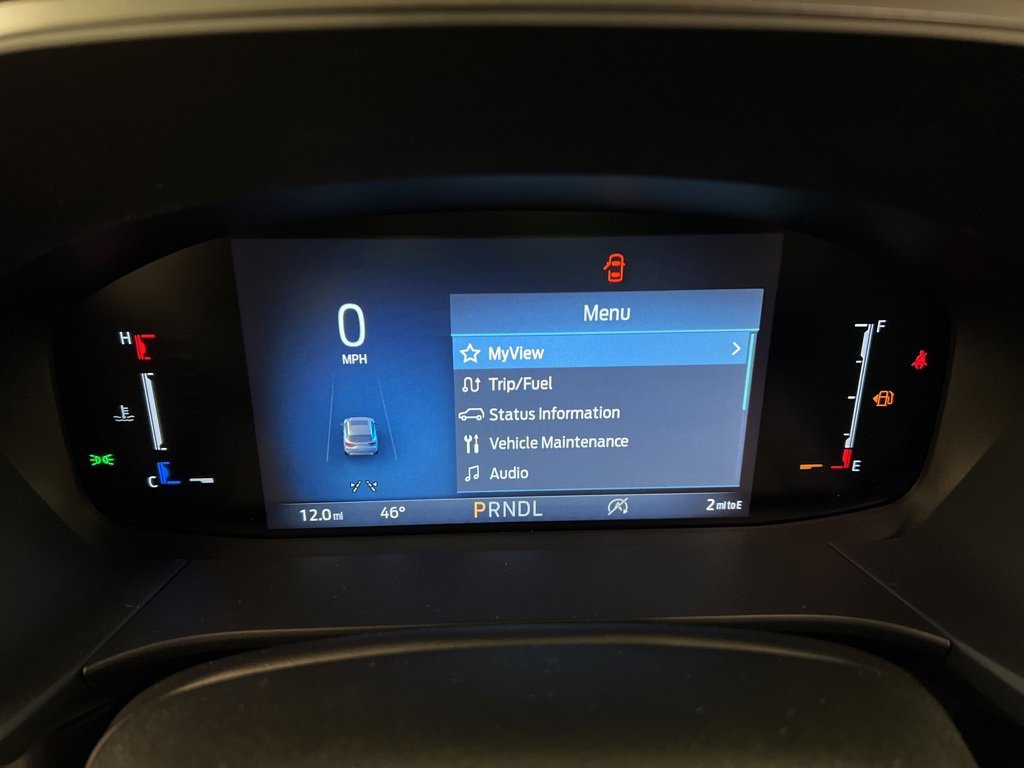 H
F
0
MPH
Menu
MyView
Trip/Fuel
Status Information
Vehicle Maintenance
Audio
E
C
12.0 mi
46°
PRNDL
2 mi to E